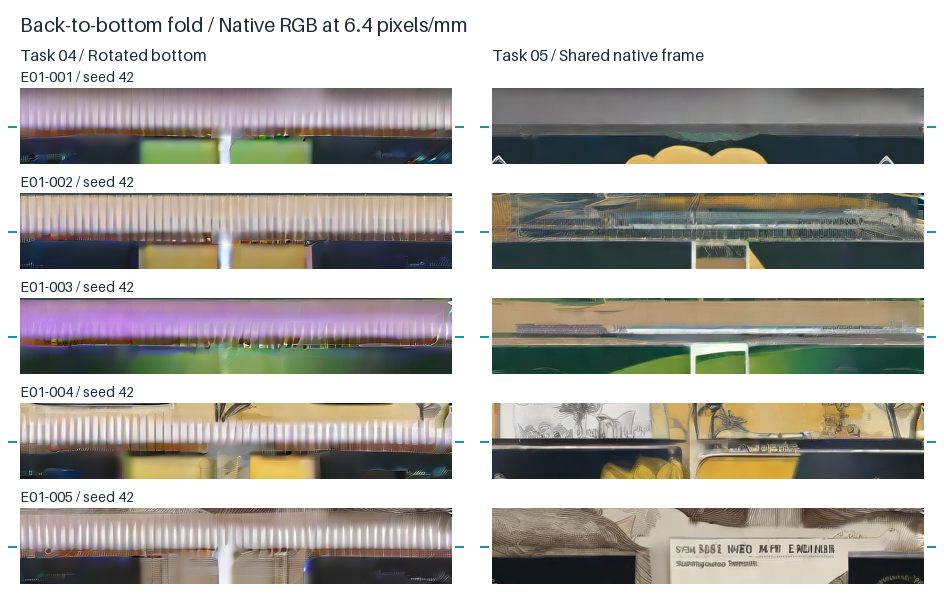 Back-to-bottom fold / Native RGB at 6.4 pixels/mm
Task 04 / Rotated bottom
Task 05 / Shared native frame
E01-001 / seed 42
E01-002 / seed 42
E01-003 / seed 42
E01-004 / seed 42
E01-005 / seed 42